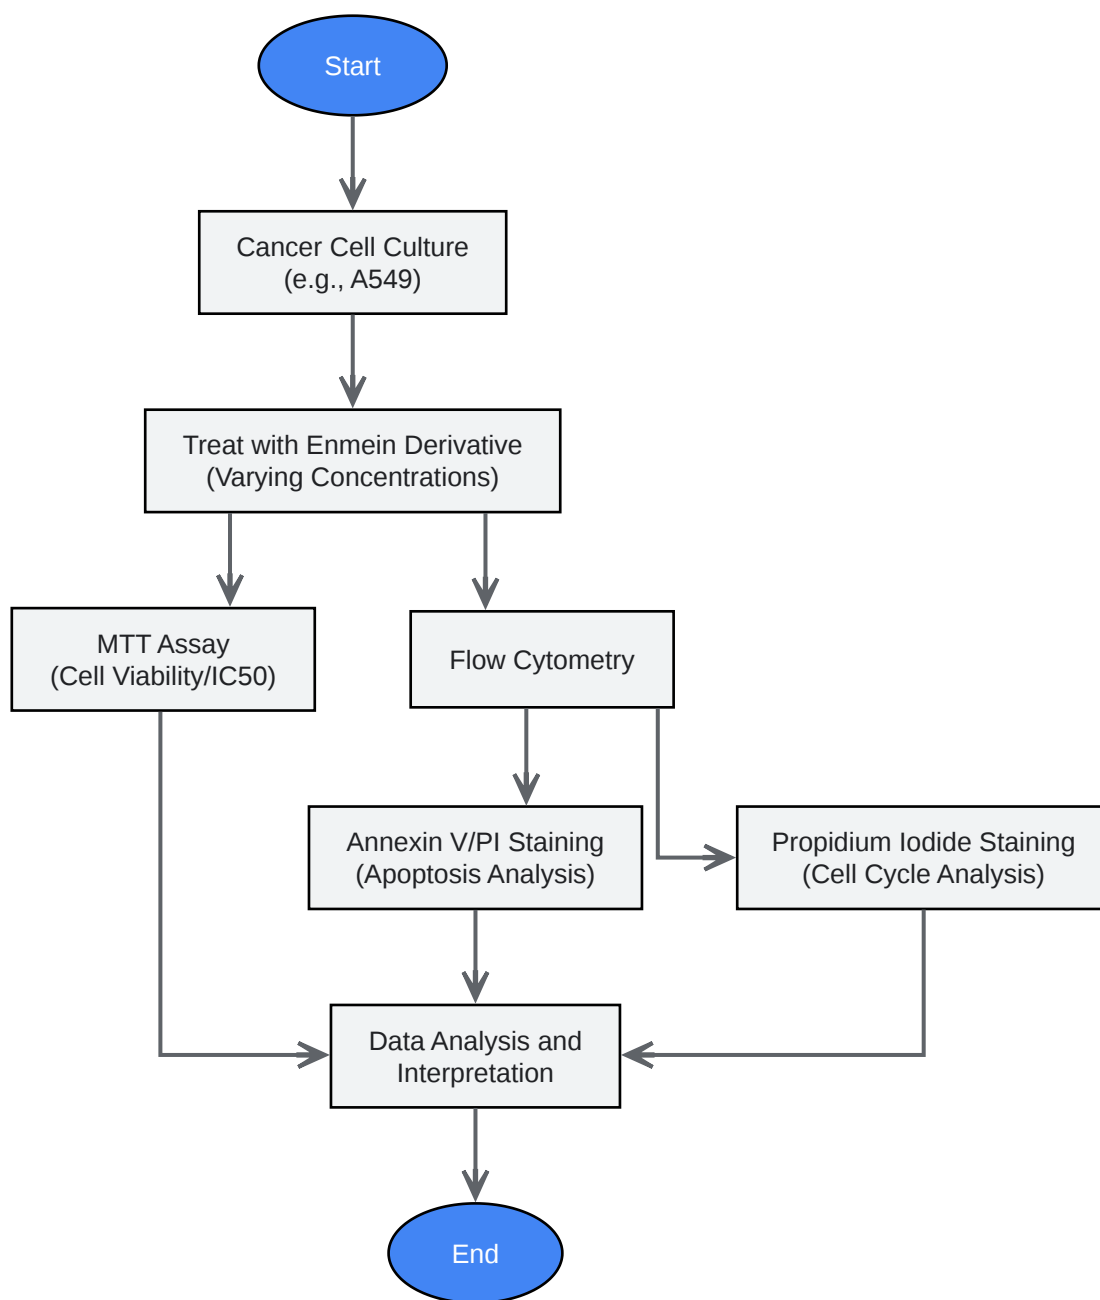 Start
Cancer Cell Culture
(e.g., A549)
Treat with Enmein Derivative
(Varying Concentrations)
MTT Assay
(Cell Viability/IC50)
Flow Cytometry
Annexin V/PI Staining
(Apoptosis Analysis)
Propidium Iodide Staining
(Cell Cycle Analysis)
Data Analysis and
Interpretation
End